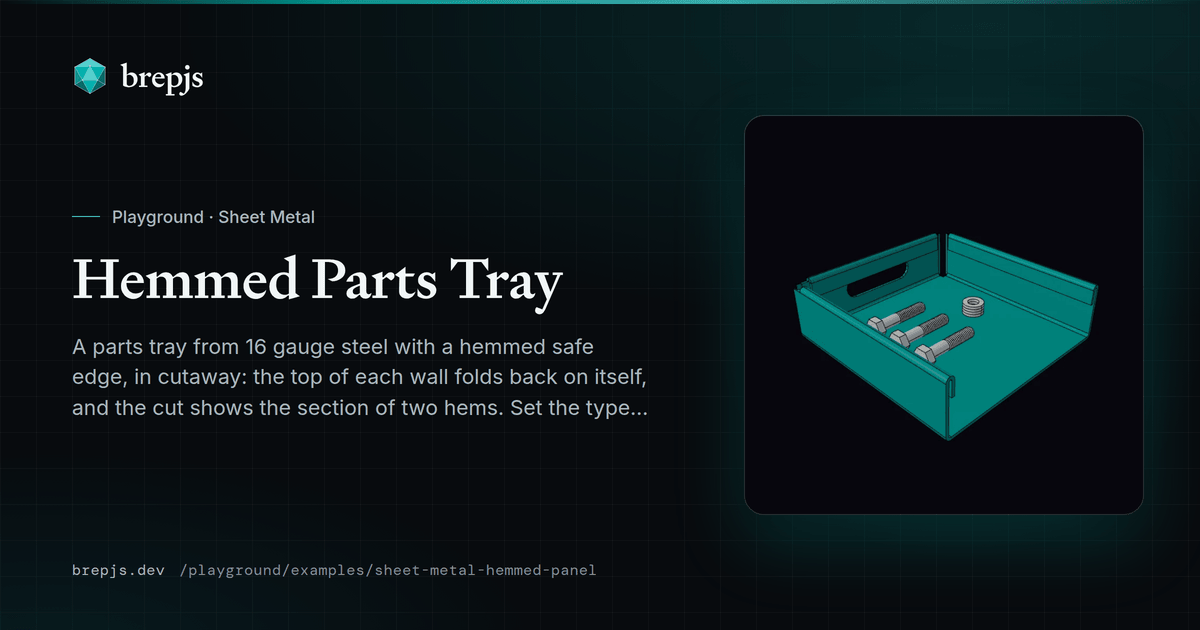 brepjs
Playground · Sheet Metal
Hemmed Parts Tray
A parts tray from 16 gauge steel with a hemmed safe
edge, in cutaway: the top of each wall folds back on itself,
and the cut shows the section of two hems. Set the type...
brepjs.dev /playground/examples/sheet-metal-hemmed-panel